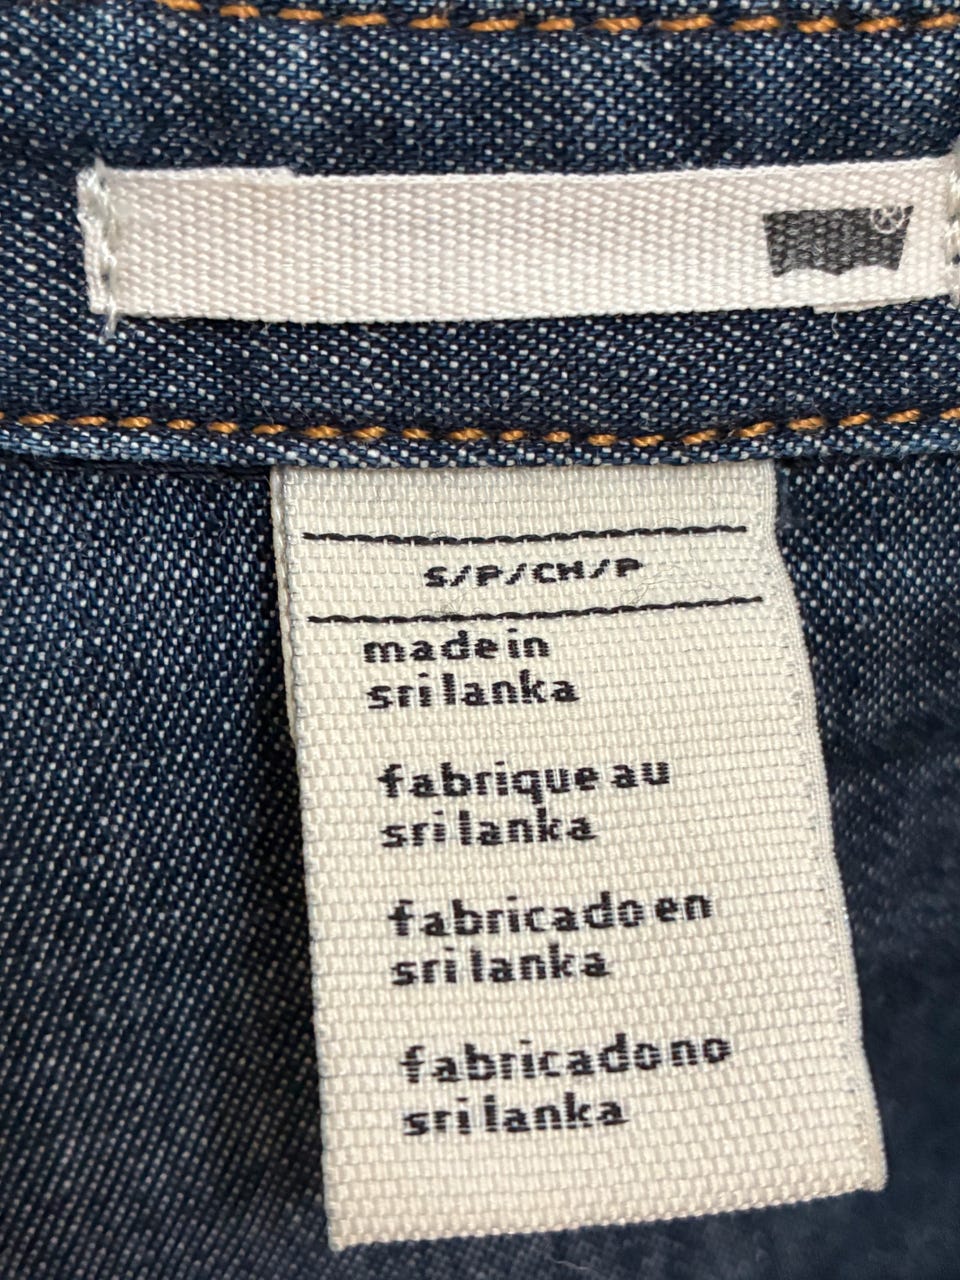 ®
S/P/CH/P
made in
sri lanka
fabrique au
sri lanka
fabricado en
sri lanka
fabricado no
sri lanka